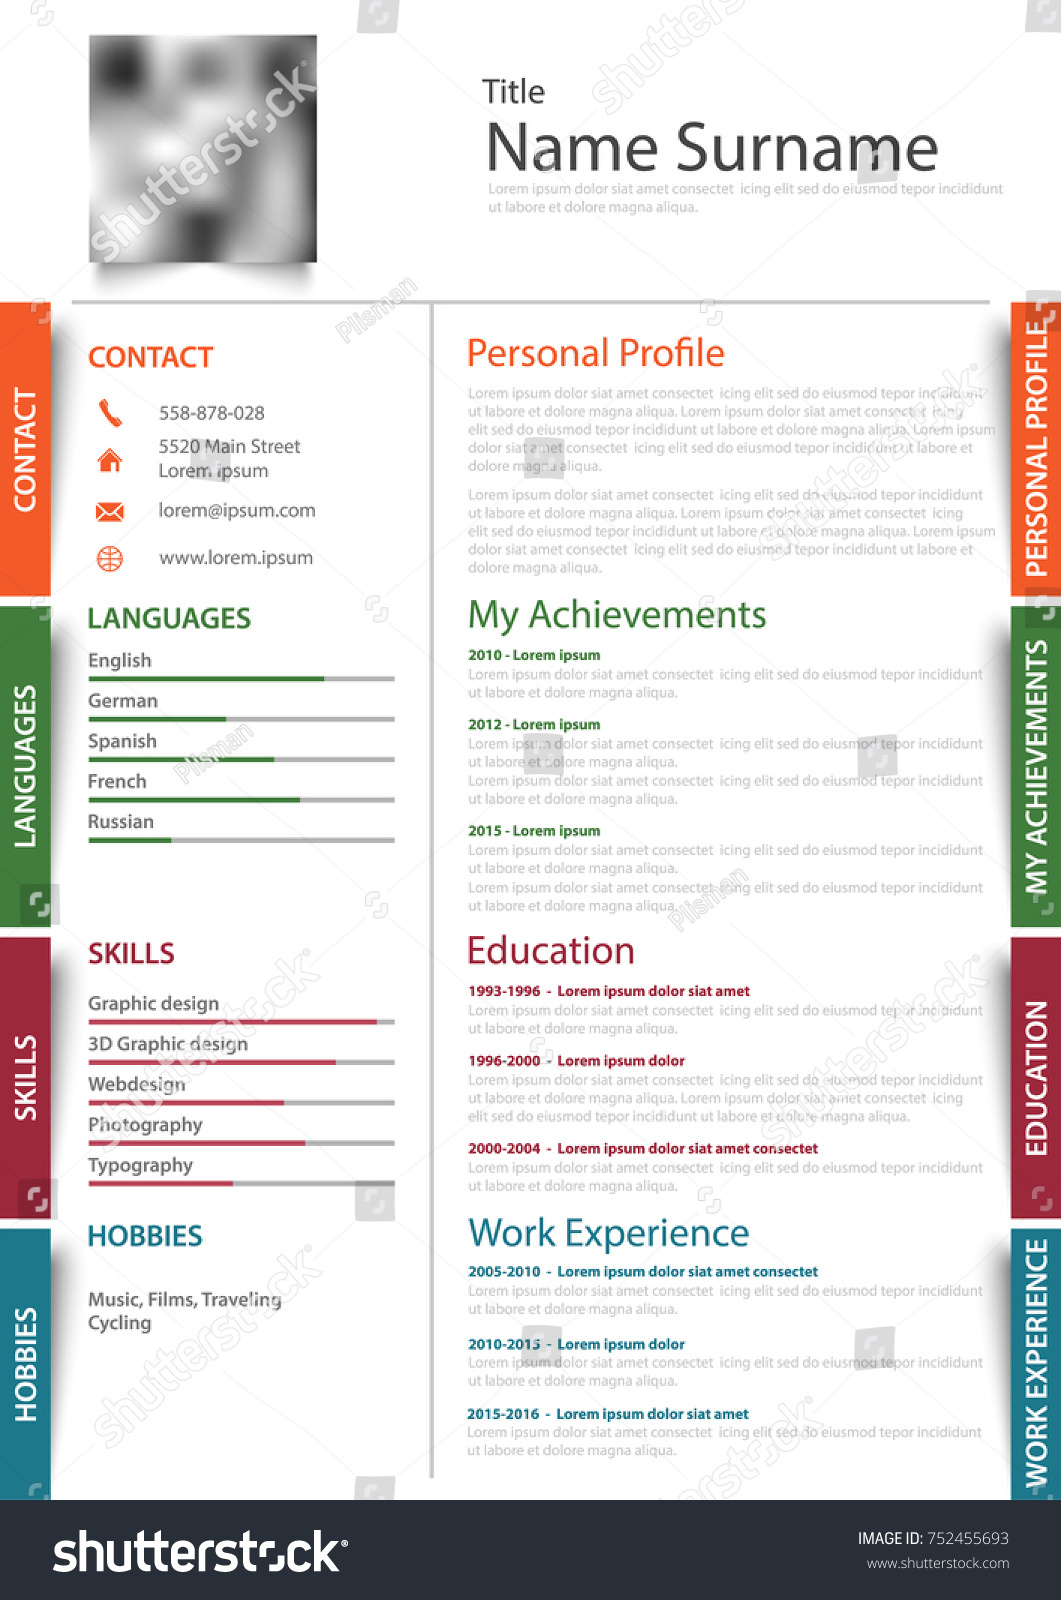 Title
Name Surname
Lorem ipsum dolor siat amet consectet icing elit sed do eiusmod tepor incididunt
ut labore et dolore magna aliqua.
CONTACT
CONTACT
558-878-028
5520 Main Street
Lorem ipsum
lorem@ipsum.com
www.lorem.ipsum
LANGUAGES
LANGUAGES
English
German
Spanish
French
Russian
SKILLS
SKILLS
Graphic design
3D Graphic design
Webdesign
Photography
Typography
HOBBIES
HOBBIES
Music, Films, Traveling
Cycling
Personal Profile
PERSONAL PROFILE
Lorem ipsum dolor siat amet consectet icing elit sed do eiusmod tepor incididunt
ut labore et dolore magna aliqua. Lorem ipsum dolor siat amet consectet icing
elit sed do eiusmod tepor incididunt ut labore et dolore magna aliqua. Lorem ipsum
dolor siat amet consectet icing elit sed do eiusmod tepor incididunt ut labore et
dolore magna aliqua.
Lorem ipsum dolor siat amet consectet icing elit sed do eiusmod tepor incididunt
ut labore et dolore magna aliqua. Lorem ipsum dolor siat amet consectet icing
elit sed do eiusmod tepor incididunt ut labore et dolore magna aliqua. Lorem ipsum
dolor siat amet consectet icing elit sed do eiusmod tepor incididunt ut labore et
dolore magna aliqua.
My Achievements
MY ACHIEVEMENTS
2010 - Lorem ipsum
Lorem ipsum dolor siat amet consectet icing elit sed do eiusmod tepor incididunt
ut labore et dolore magna aliqua.
2012 - Lorem ipsum
Lorem ipsum dolor siat amet consectet icing elit sed do eiusmod tepor incididunt
ut labore et dolore magna aliqua.
Lorem ipsum dolor siat amet consectet icing elit sed do eiusmod tepor incididunt
ut labore et dolore magna aliqua.
2015 - Lorem ipsum
Lorem ipsum dolor siat amet consectet icing elit sed do eiusmod tepor incididunt
ut labore et dolore magna aliqua.
Lorem ipsum dolor siat amet consectet icing elit sed do eiusmod tepor incididunt
ut labore et dolore magna aliqua.
Education
EDUCATION
1993-1996 - Lorem ipsum dolor siat amet
Lorem ipsum dolor siat amet consectet icing elit sed do eiusmod tepor incididunt
ut labore et dolore magna aliqua.
1996-2000 - Lorem ipsum dolor
Lorem ipsum dolor siat amet consectet icing elit sed do eiusmod tepor incididunt
ut labore et dolore magna aliqua. Lorem ipsum dolor siat amet consectet icing
elit sed do eiusmod tepor incididunt ut labore et dolore magna aliqua.
2000-2004 - Lorem ipsum dolor siat amet consectet
Lorem ipsum dolor siat amet consectet icing elit sed do eiusmod tepor incididunt
ut labore et dolore magna aliqua.
Work Experience
WORK EXPERIENCE
2005-2010 - Lorem ipsum dolor siat amet consectet
Lorem ipsum dolor siat amet consectet icing elit sed do eiusmod tepor incididunt
ut labore et dolore magna aliqua.
2010-2015 - Lorem ipsum dolor
Lorem ipsum dolor siat amet consectet icing elit sed do eiusmod tepor incididunt
ut labore et dolore magna aliqua.
2015-2016 - Lorem ipsum dolor siat amet
Lorem ipsum dolor siat amet consectet icing elit sed do eiusmod tepor incididunt
ut labore et dolore magna aliqua.
shutterstock
shutterstock
Plisman
shutterstock
Plisman
Plisman
shutterstock
shutterstock
shutterstock
shutterstock
shutterstock
IMAGE ID: 752455693
www.shutterstock.com